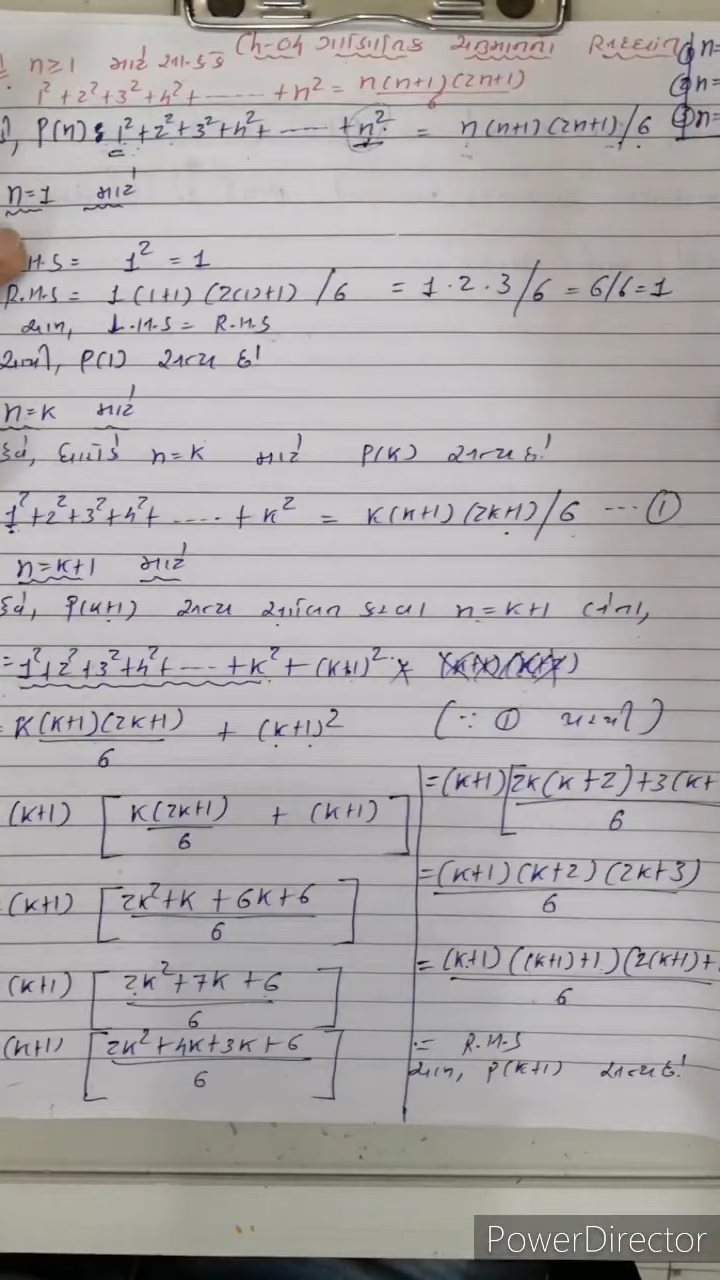 Ch-04 ગાણિતિક અનુમાનનો સિદ્ધાંત
n≥1 માટે સા.ક.કે
1²+2²+3²+4²+ ...... +n² = n(n+1)(2n+1)/6
① n=
② n=
③ n=
P(n): 1²+2²+3²+4²+ ...... +n² = n(n+1)(2n+1)/6
n=1 માટે
H.S = 1² = 1
R.H.S = 1(1+1)(2(1)+1)/6 = 1·2·3/6 = 6/6=1
આમ, L.H.S = R.H.S
આથી, P(1) સત્ય છે.
n=k માટે
ધારોકે n=k માટે P(k) સત્ય છે.
1²+2²+3²+4²+ ...... +k² = k(k+1)(2k+1)/6 --- ①
n=k+1 માટે
હવે, P(k+1) સત્ય સાબિત કરવા n=k+1 લેતા,
=1²+2²+3²+4²+ ---- +k²+(k+1)²
= k(k+1)(2k+1)/6 + (k+1)² (∵ ① પરથી)
(k+1)[k(2k+1)/6 + (k+1)]
=(k+1)[(2k²+k+6k+6)/6]
(k+1)[(2k²+7k+6)/6]
(k+1)[(2k²+4k+3k+6)/6]
=(k+1)[2k(k+2)+3(k+ /6
=(k+1)(k+2)(2k+3)/6
=(k+1)((k+1)+1)(2(k+1)+ /6
= R.H.S
આમ, P(k+1) સત્ય છે.
PowerDirector